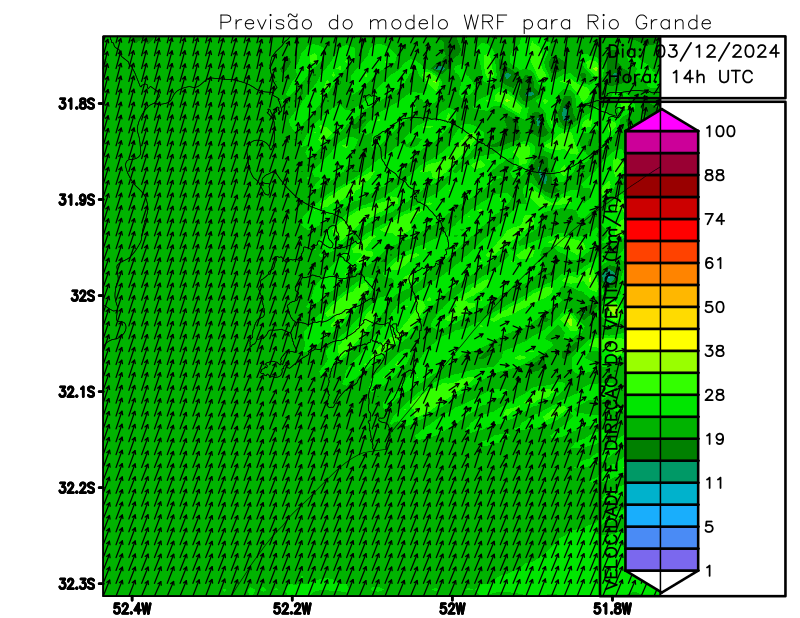 Previsão do modelo WRF para Rio Grande
Dia: 03/12/2024
Hora: 14h UTC
31.8S
31.9S
32S
32.1S
32.2S
32.3S
52.4W
52.2W
52W
51.8W
VELOCIDADE E DIREÇÃO DO VENTO (km/h)
100
88
74
61
50
38
28
19
11
5
1